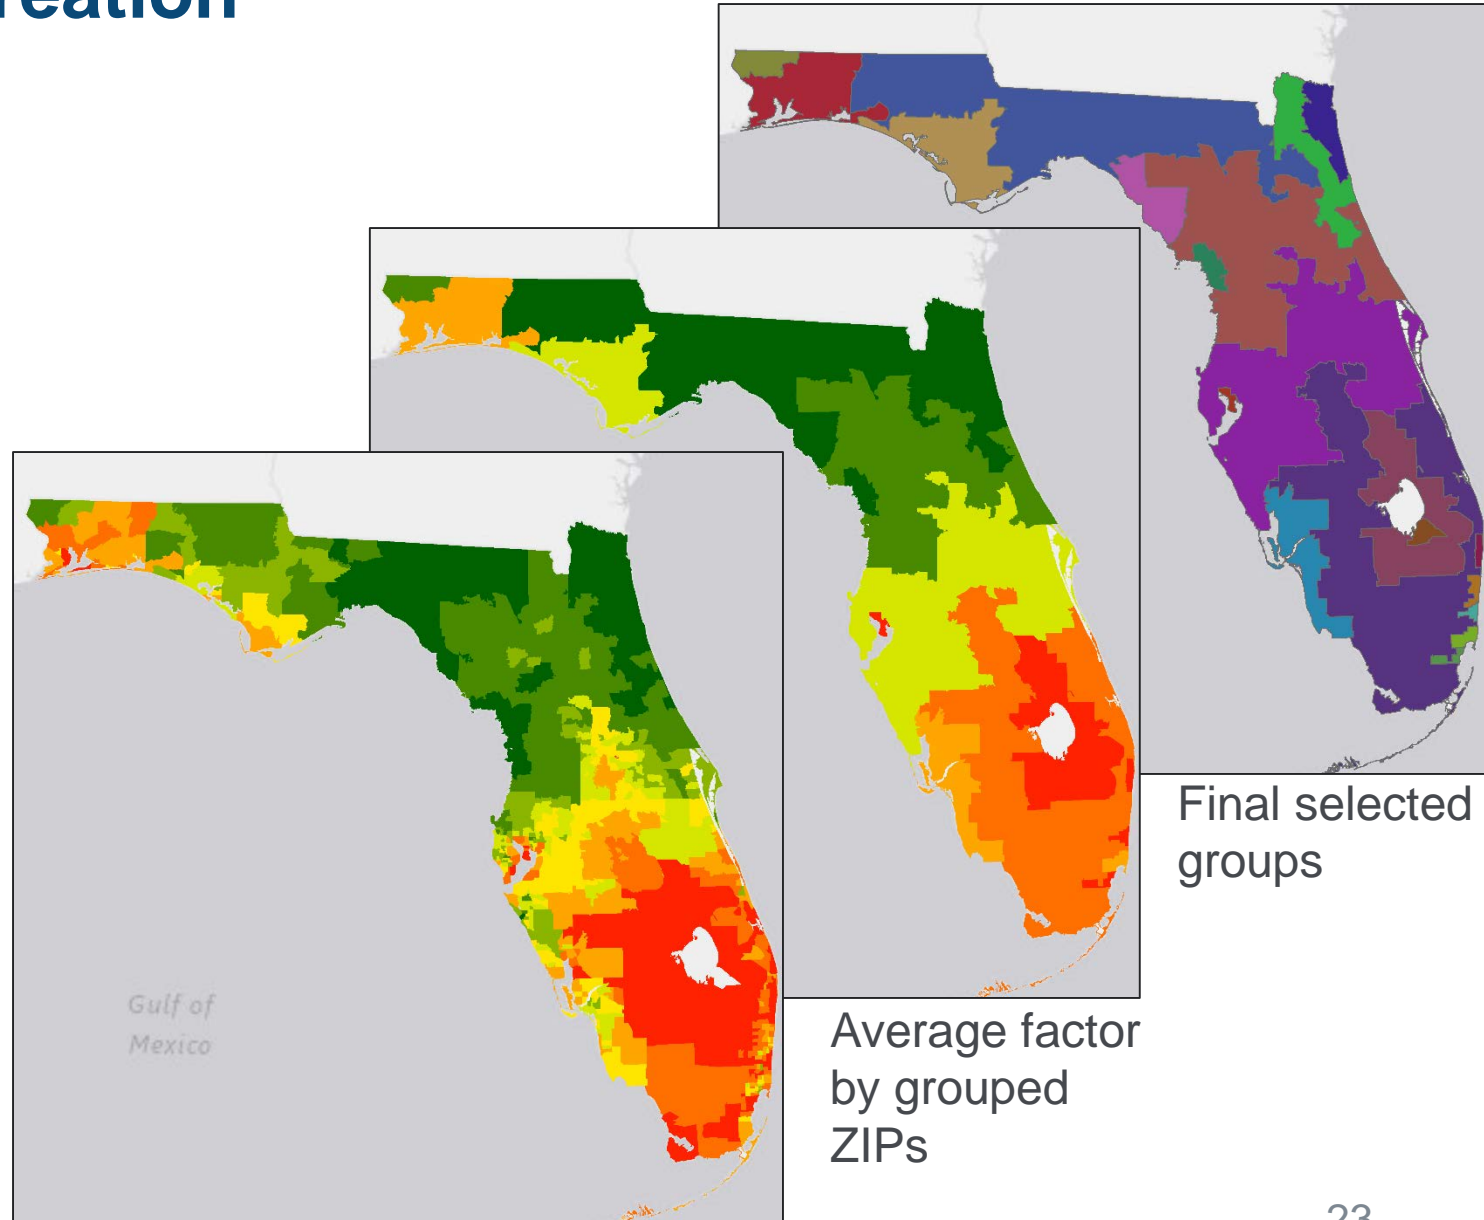 Final selected
groups
Average factor
by grouped
ZIPs
Gulf of
Mexico